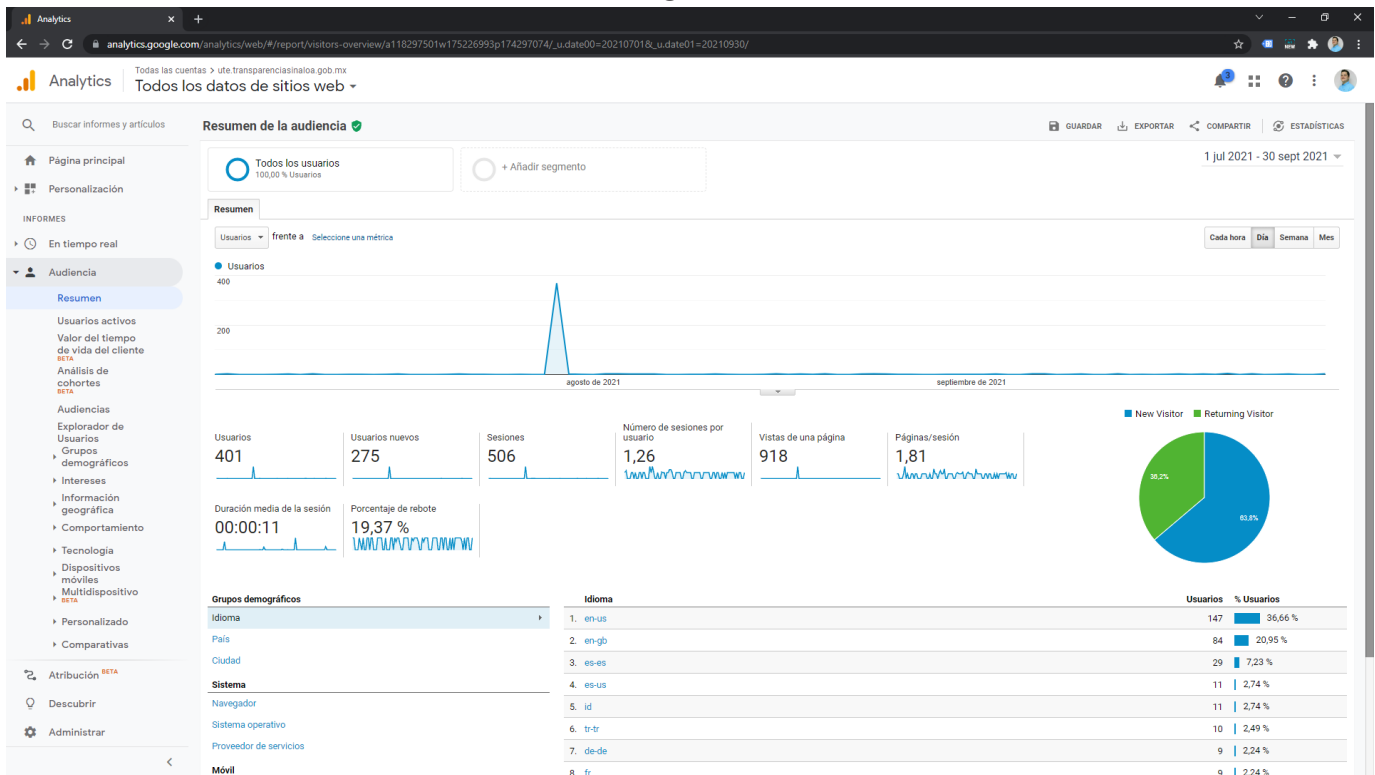 Analytics
analytics.google.com/analytics/web/#/report/visitors-overview/a118297501w175226993p174297074/_u.date00=20210701&_u.date01=20210930/
NEW
Analytics
Todas las cuentas > ute.transparenciasinaloa.gob.mx
Todos los datos de sitios web
3
Buscar informes y artículos
Página principal
Personalización
INFORMES
En tiempo real
Audiencia
Resumen
Usuarios activos
Valor del tiempo
de vida del cliente
BETA
Análisis de
cohortes
BETA
Audiencias
Explorador de
Usuarios
Grupos
demográficos
Intereses
Información
geográfica
Comportamiento
Tecnología
Dispositivos
móviles
Multidispositivo
BETA
Personalizado
Comparativas
Atribución BETA
Descubrir
Administrar
Resumen de la audiencia
GUARDAR
EXPORTAR
COMPARTIR
ESTADÍSTICAS
Todos los usuarios
100,00 % Usuarios
+ Añadir segmento
1 jul 2021 - 30 sept 2021
Resumen
Usuarios frente a Seleccione una métrica
Cada hora Día Semana Mes
Usuarios
400
200
agosto de 2021
septiembre de 2021
New Visitor Returning Visitor
36,2%
63,8%
Usuarios
401
Usuarios nuevos
275
Sesiones
506
Número de sesiones por
usuario
1,26
Vistas de una página
918
Páginas/sesión
1,81
Duración media de la sesión
00:00:11
Porcentaje de rebote
19,37 %
Grupos demográficos
Idioma
País
Ciudad
Sistema
Navegador
Sistema operativo
Proveedor de servicios
Móvil
Idioma Usuarios % Usuarios
1. en-us 147 36,66 %
2. en-gb 84 20,95 %
3. es-es 29 7,23 %
4. es-us 11 2,74 %
5. id 11 2,74 %
6. tr-tr 10 2,49 %
7. de-de 9 2,24 %
8. fr 9 2,24 %